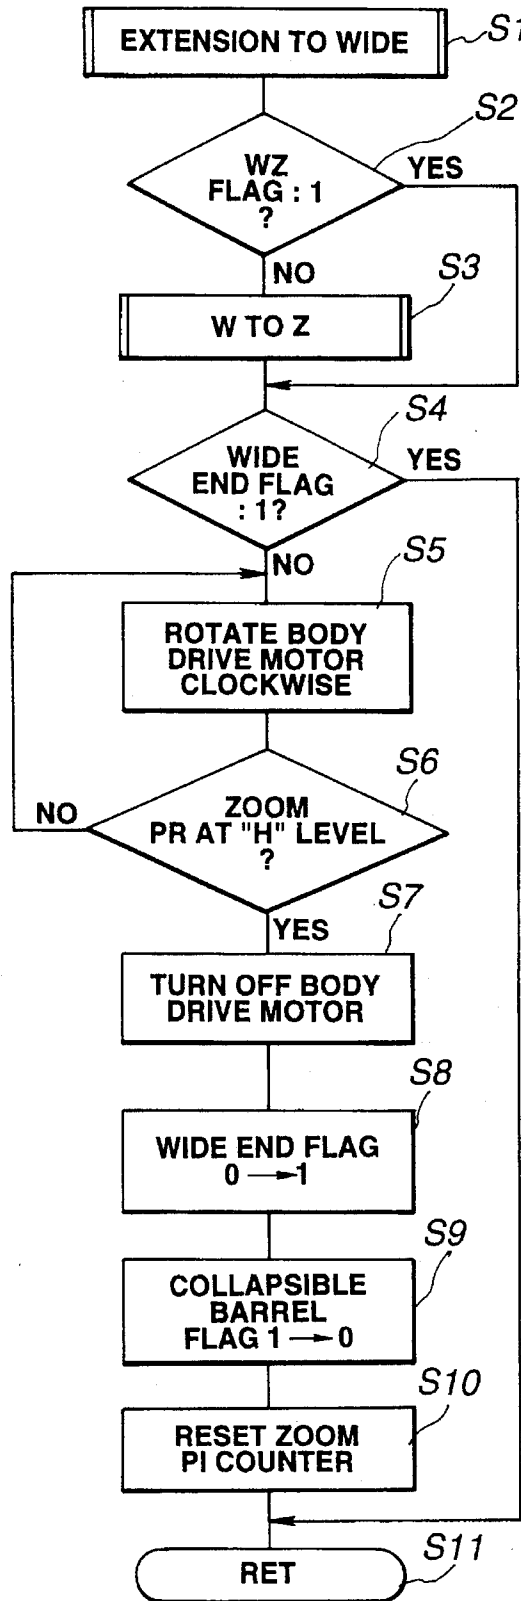 EXTENSION TO WIDE
S1
S2
WZ
FLAG : 1
?
YES
NO
S3
W TO Z
S4
WIDE
END FLAG
: 1?
YES
NO
S5
ROTATE BODY
DRIVE MOTOR
CLOCKWISE
S6
ZOOM
PR AT "H" LEVEL
?
NO
YES
S7
TURN OFF BODY
DRIVE MOTOR
S8
WIDE END FLAG
0 → 1
S9
COLLAPSIBLE
BARREL
FLAG 1 → 0
S10
RESET ZOOM
PI COUNTER
S11
RET